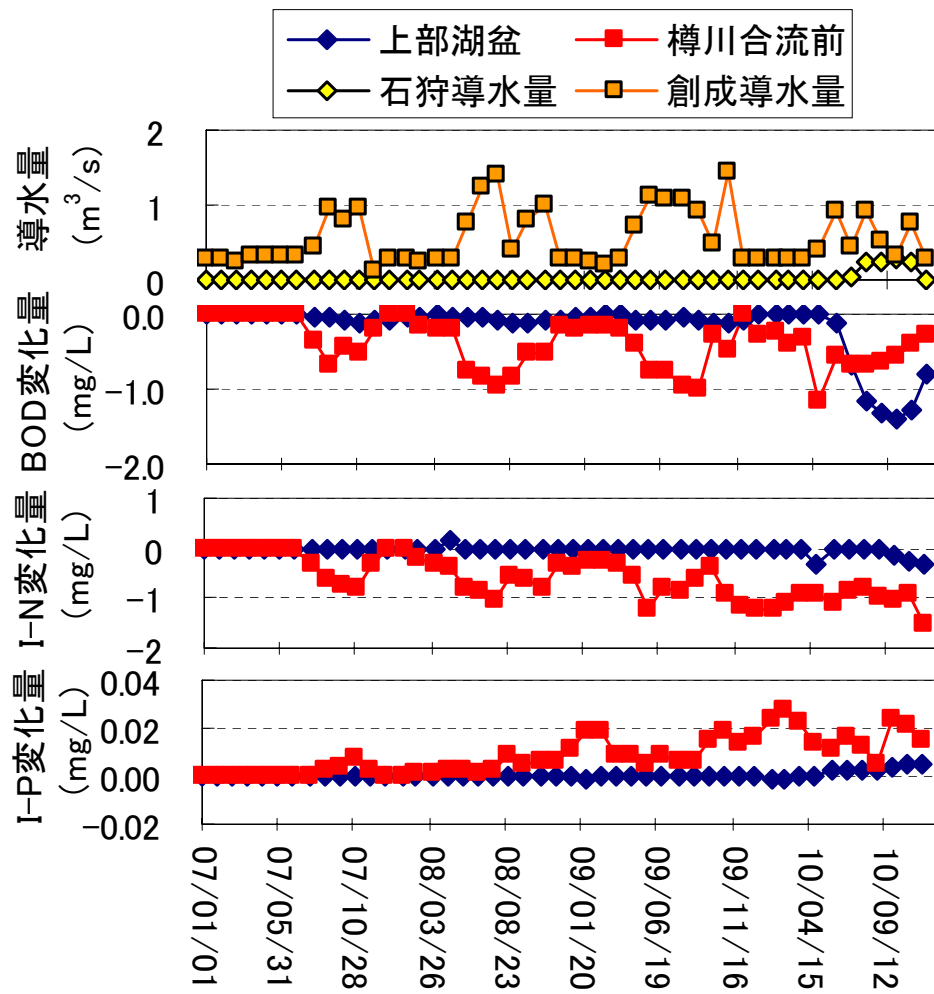 上部湖盆 樽川合流前
石狩導水量 創成導水量
導水量
(m³/s)
2
1
0
BOD変化量
(mg/L)
0.0
-1.0
-2.0
I-N変化量
(mg/L)
1
0
-1
-2
I-P変化量
(mg/L)
0.04
0.02
0.00
-0.02
07/01/01
07/05/31
07/10/28
08/03/26
08/08/23
09/01/20
09/06/19
09/11/16
10/04/15
10/09/12